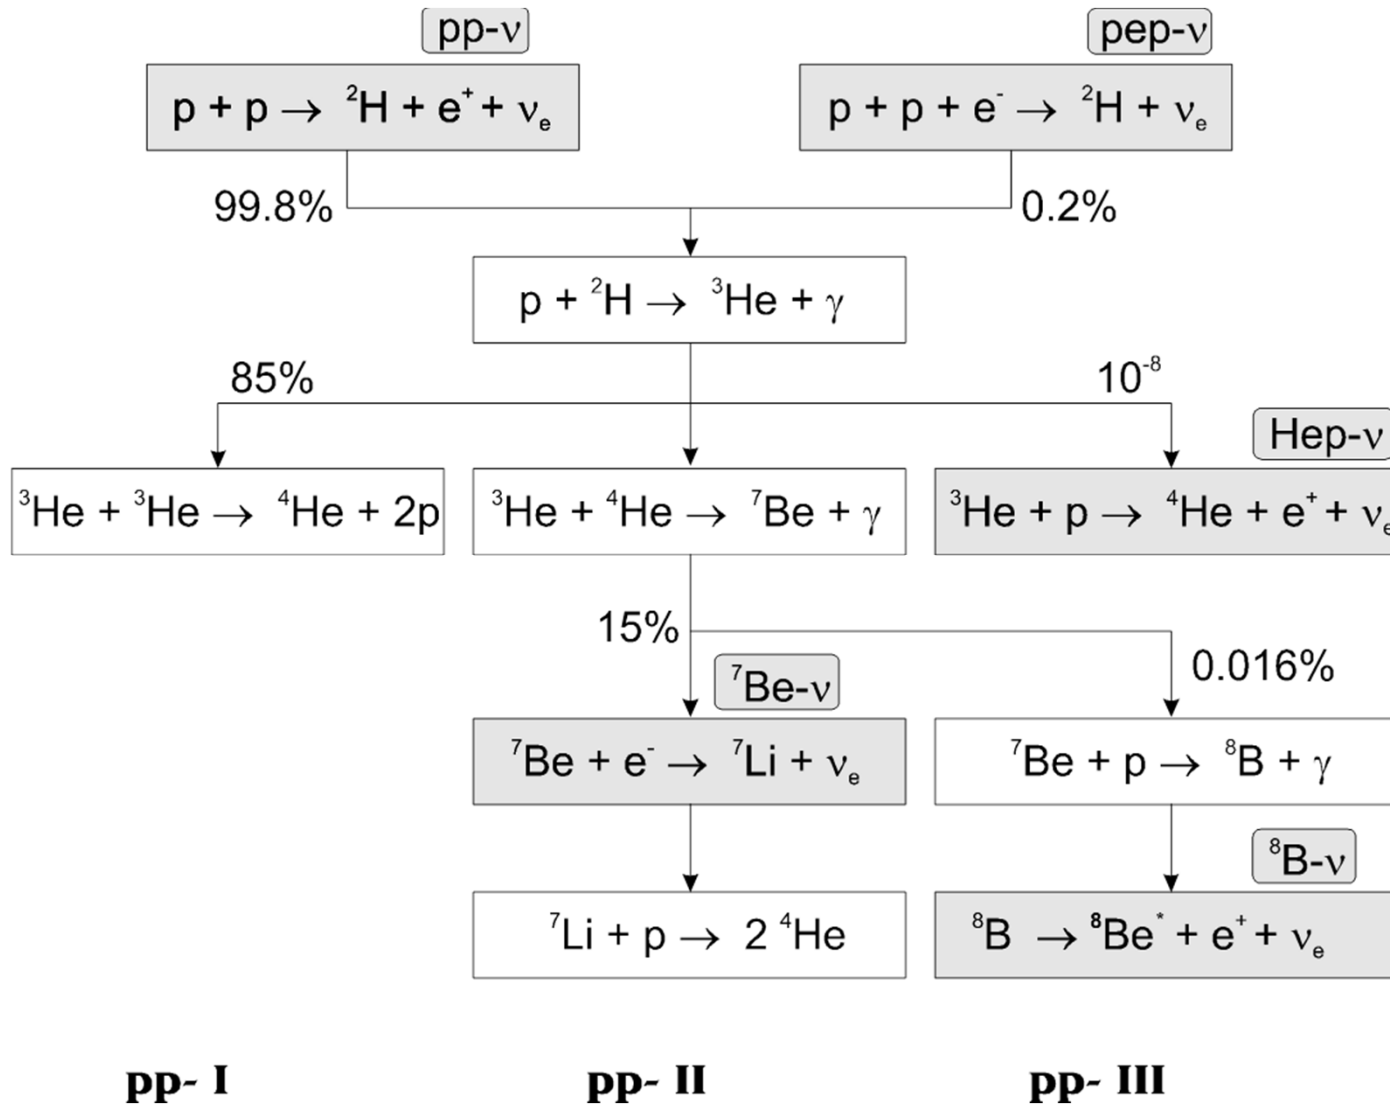 pp-ν
pep-ν
p + p → ²H + e⁺ + νₑ
p + p + e⁻ → ²H + νₑ
99.8%
0.2%
p + ²H → ³He + γ
85%
10⁻⁸
Hep-ν
³He + ³He → ⁴He + 2p
³He + ⁴He → ⁷Be + γ
³He + p → ⁴He + e⁺ + νₑ
15%
0.016%
⁷Be-ν
⁷Be + e⁻ → ⁷Li + νₑ
⁷Be + p → ⁸B + γ
⁸B-ν
⁷Li + p → 2 ⁴He
⁸B → ⁸Be* + e⁺ + νₑ
pp- I
pp- II
pp- III